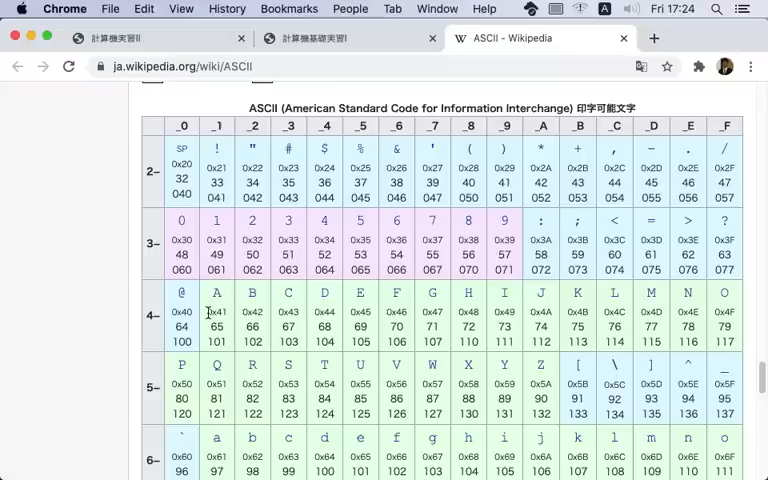 Chrome File Edit View History Bookmarks People Tab Window Help A Fri 17:24
計算機実習II 計算機基礎実習I W ASCII - Wikipedia
ja.wikipedia.org/wiki/ASCII
ASCII (American Standard Code for Information Interchange) 印字可能文字
_0 _1 _2 _3 _4 _5 _6 _7 _8 _9 _A _B _C _D _E _F
SP ! " # $ % & ' ( ) * + , - . /
2− 0x20 0x21 0x22 0x23 0x24 0x25 0x26 0x27 0x28 0x29 0x2A 0x2B 0x2C 0x2D 0x2E 0x2F
32 33 34 35 36 37 38 39 40 41 42 43 44 45 46 47
040 041 042 043 044 045 046 047 050 051 052 053 054 055 056 057
0 1 2 3 4 5 6 7 8 9 : ; < = > ?
3− 0x30 0x31 0x32 0x33 0x34 0x35 0x36 0x37 0x38 0x39 0x3A 0x3B 0x3C 0x3D 0x3E 0x3F
48 49 50 51 52 53 54 55 56 57 58 59 60 61 62 63
060 061 062 063 064 065 066 067 070 071 072 073 074 075 076 077
@ A B C D E F G H I J K L M N O
4− 0x40 0x41 0x42 0x43 0x44 0x45 0x46 0x47 0x48 0x49 0x4A 0x4B 0x4C 0x4D 0x4E 0x4F
64 65 66 67 68 69 70 71 72 73 74 75 76 77 78 79
100 101 102 103 104 105 106 107 110 111 112 113 114 115 116 117
P Q R S T U V W X Y Z [ \ ] ^ _
5− 0x50 0x51 0x52 0x53 0x54 0x55 0x56 0x57 0x58 0x59 0x5A 0x5B 0x5C 0x5D 0x5E 0x5F
80 81 82 83 84 85 86 87 88 89 90 91 92 93 94 95
120 121 122 123 124 125 126 127 130 131 132 133 134 135 136 137
` a b c d e f g h i j k l m n o
6− 0x60 0x61 0x62 0x63 0x64 0x65 0x66 0x67 0x68 0x69 0x6A 0x6B 0x6C 0x6D 0x6E 0x6F
96 97 98 99 100 101 102 103 104 105 106 107 108 109 110 111